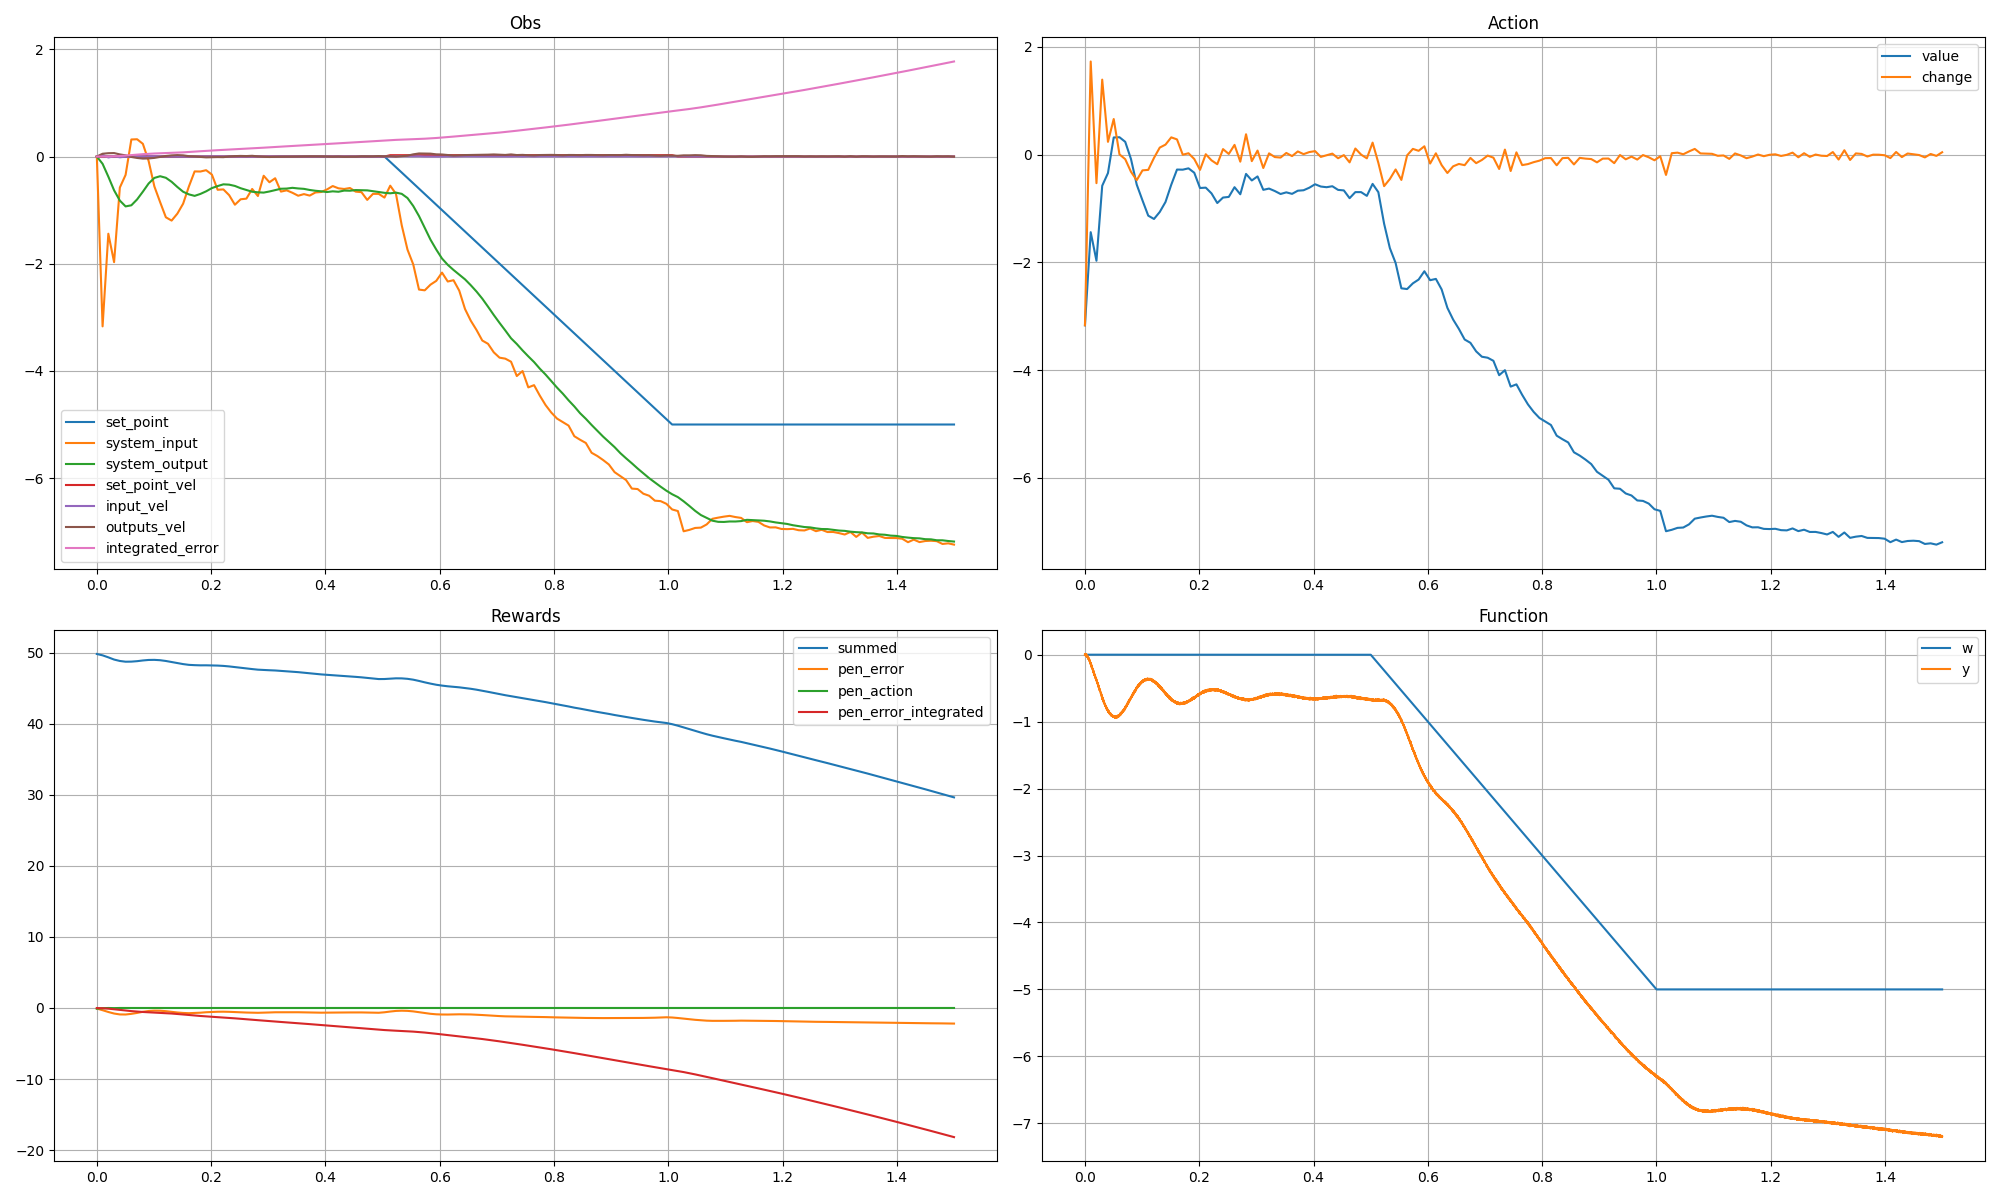 Obs
2
0
−2
−4
−6
0.0 0.2 0.4 0.6 0.8 1.0 1.2 1.4
set_point
system_input
system_output
set_point_vel
input_vel
outputs_vel
integrated_error
Action
2
0
−2
−4
−6
0.0 0.2 0.4 0.6 0.8 1.0 1.2 1.4
value
change
Rewards
50
40
30
20
10
0
−10
−20
0.0 0.2 0.4 0.6 0.8 1.0 1.2 1.4
summed
pen_error
pen_action
pen_error_integrated
Function
0
−1
−2
−3
−4
−5
−6
−7
0.0 0.2 0.4 0.6 0.8 1.0 1.2 1.4
w
y